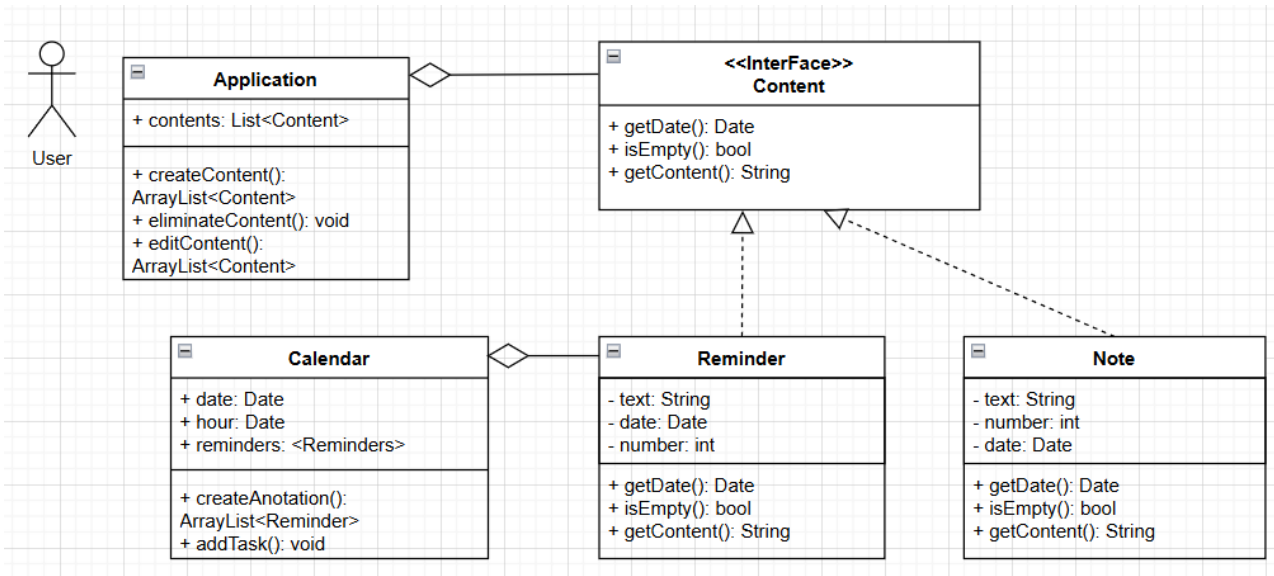 User
Application
+ contents: List<Content>
+ createContent():
ArrayList<Content>
+ eliminateContent(): void
+ editContent():
ArrayList<Content>
<<InterFace>>
Content
+ getDate(): Date
+ isEmpty(): bool
+ getContent(): String
Calendar
+ date: Date
+ hour: Date
+ reminders: <Reminders>
+ createAnotation():
ArrayList<Reminder>
+ addTask(): void
Reminder
- text: String
- date: Date
- number: int
+ getDate(): Date
+ isEmpty(): bool
+ getContent(): String
Note
- text: String
- number: int
- date: Date
+ getDate(): Date
+ isEmpty(): bool
+ getContent(): String